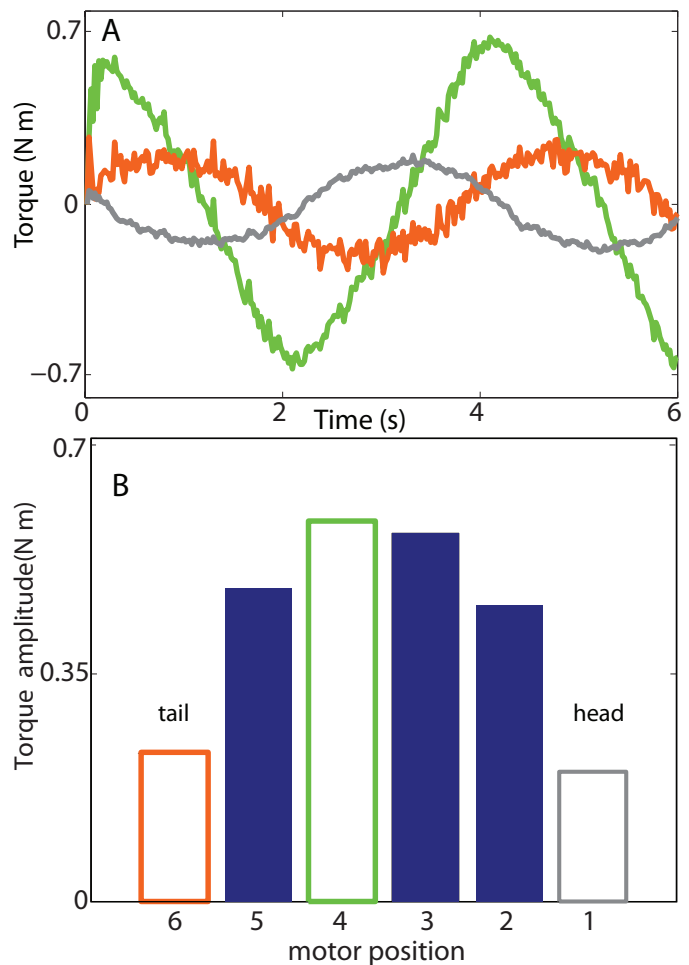 A
0.7
0
−0.7
Torque (N m)
0 2 4 6
Time (s)
B
0.7
0.35
0
Torque amplitude(N m)
tail head
6 5 4 3 2 1
motor position